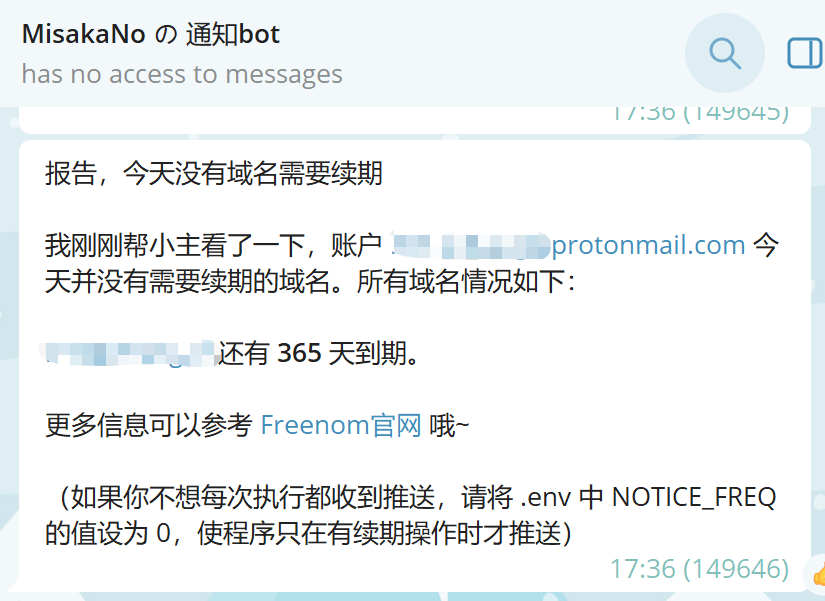 MisakaNo の 通知bot
has no access to messages
17:36 (149645)
报告，今天没有域名需要续期
我刚刚帮小主看了一下，账户 protonmail.com 今
天并没有需要续期的域名。所有域名情况如下：
还有 365 天到期。
更多信息可以参考 Freenom官网 哦~
（如果你不想每次执行都收到推送，请将 .env 中 NOTICE_FREQ
的值设为 0，使程序只在有续期操作时才推送）
17:36 (149646)